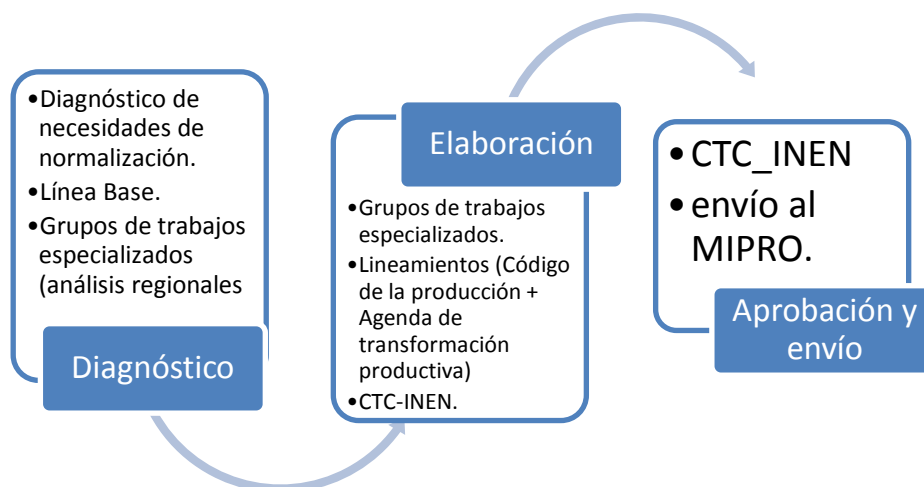 •Diagnóstico de
necesidades de
normalización.
•Línea Base.
•Grupos de trabajos
especializados
(análisis regionales
Diagnóstico
Elaboración
•Grupos de trabajos
especializados.
•Lineamientos (Código
de la producción +
Agenda de
transformación
productiva)
•CTC-INEN.
•CTC_INEN
•envío al
MIPRO.
Aprobación y
envío